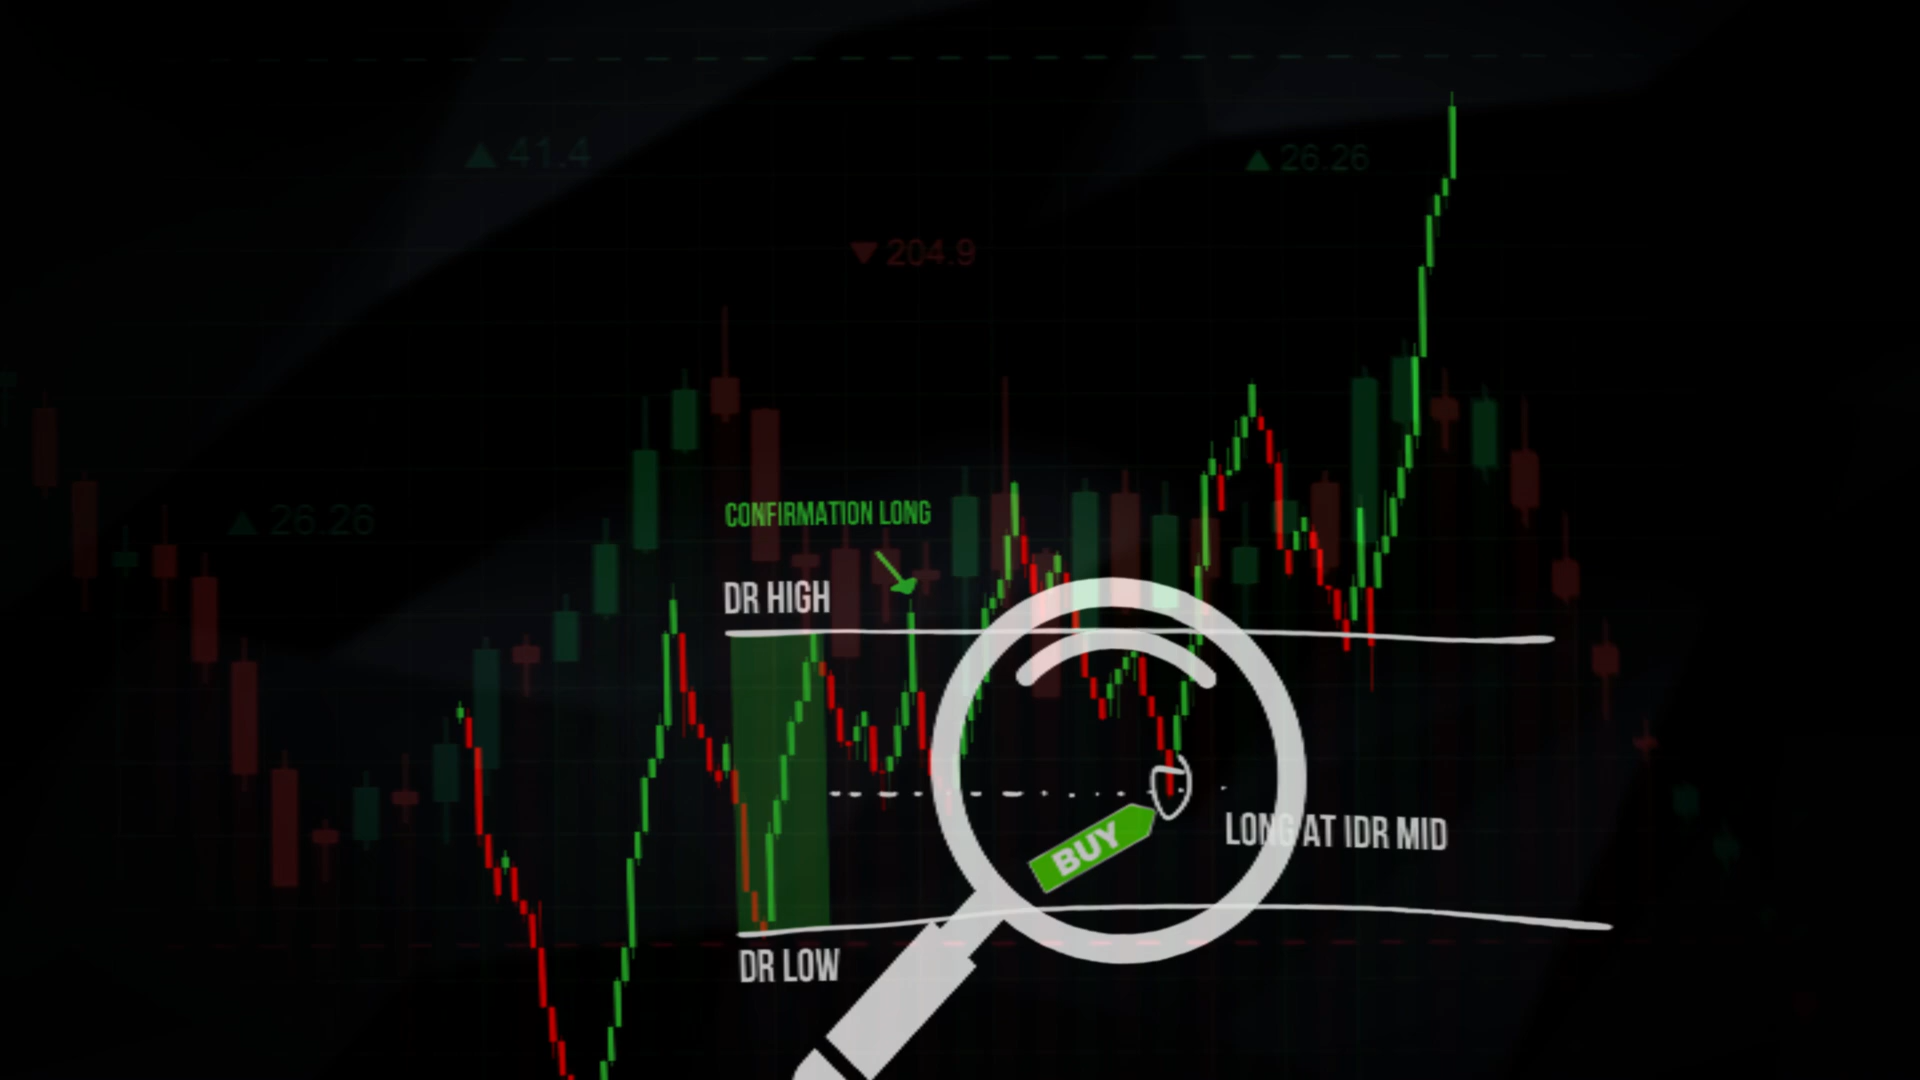 ▲ 41.4
▲ 26.26
▼ 204.9
▲ 26.26
CONFIRMATION LONG
DR HIGH
LONG AT IDR MID
BUY
DR LOW